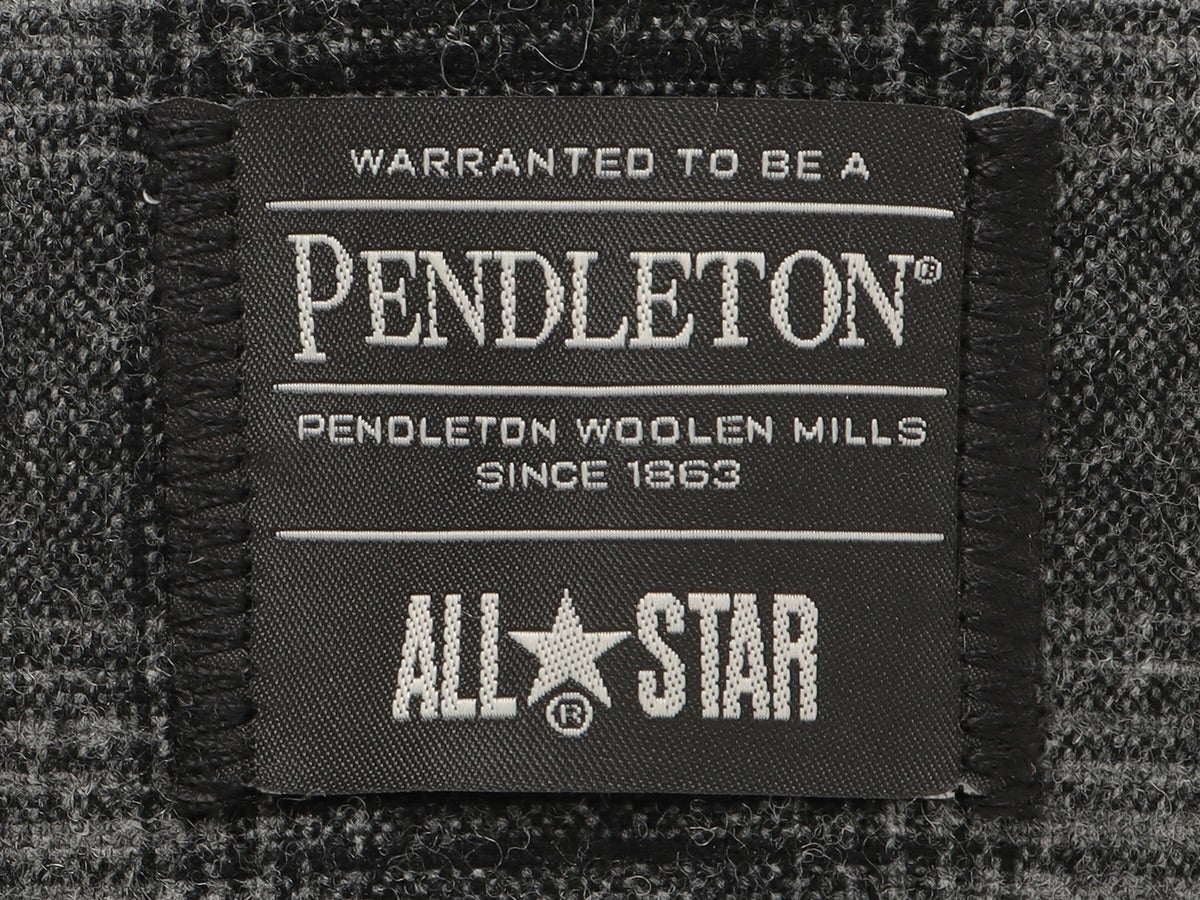 WARRANTED TO BE A
PENDLETON®
PENDLETON WOOLEN MILLS
SINCE 1863
ALL★STAR
®